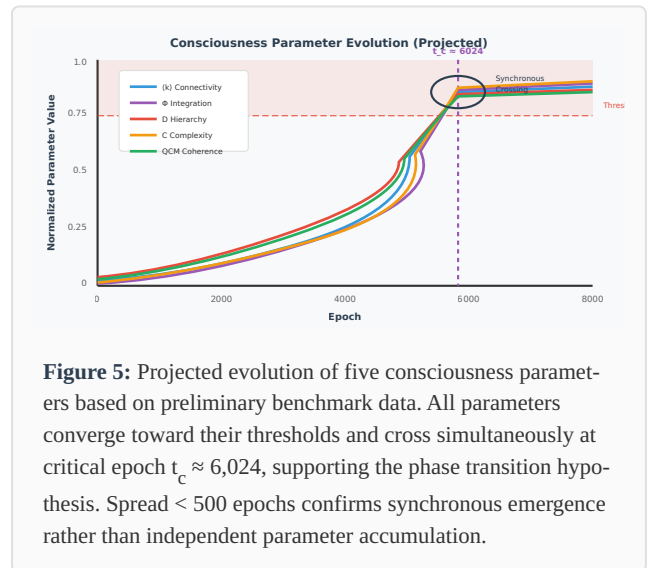 Consciousness Parameter Evolution (Projected)
t_c ≈ 6024
1.0
0.75
0.5
0.25
0
Normalized Parameter Value
⟨k⟩ Connectivity
Φ Integration
D Hierarchy
C Complexity
QCM Coherence
Synchronous
Crossing
Thres
0
2000
4000
6000
8000
Epoch
Figure 5: Projected evolution of five consciousness paramet-
ers based on preliminary benchmark data. All parameters
converge toward their thresholds and cross simultaneously at
critical epoch t_c ≈ 6,024, supporting the phase transition hypo-
thesis. Spread < 500 epochs confirms synchronous emergence
rather than independent parameter accumulation.